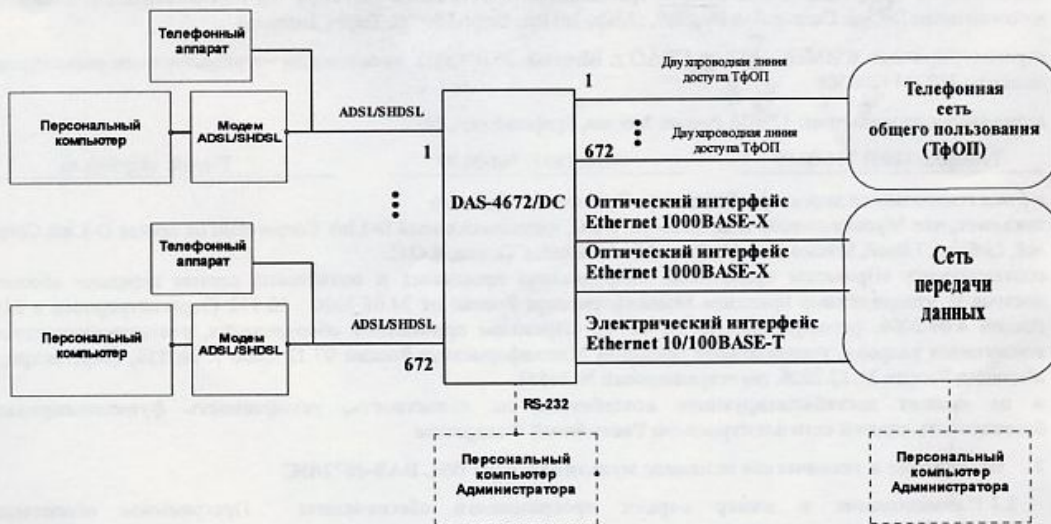 Телефонный
аппарат
Персональный
компьютер
Модем
ADSL/SHDSL
ADSL/SHDSL
1
Телефонный
аппарат
Персональный
компьютер
Модем
ADSL/SHDSL
ADSL/SHDSL
672
DAS-4672/DC
1
Двухпроводная линия
доступа ТфОП
672
Двухпроводная линия
доступа ТфОП
Оптический интерфейс
Ethernet 1000BASE-X
Оптический интерфейс
Ethernet 1000BASE-X
Электрический интерфейс
Ethernet 10/100BASE-T
Телефонная
сеть
общего пользования
(ТфОП)
Сеть
передачи
данных
RS-232
Персональный
компьютер
Администратора
Персональный
компьютер
Администратора